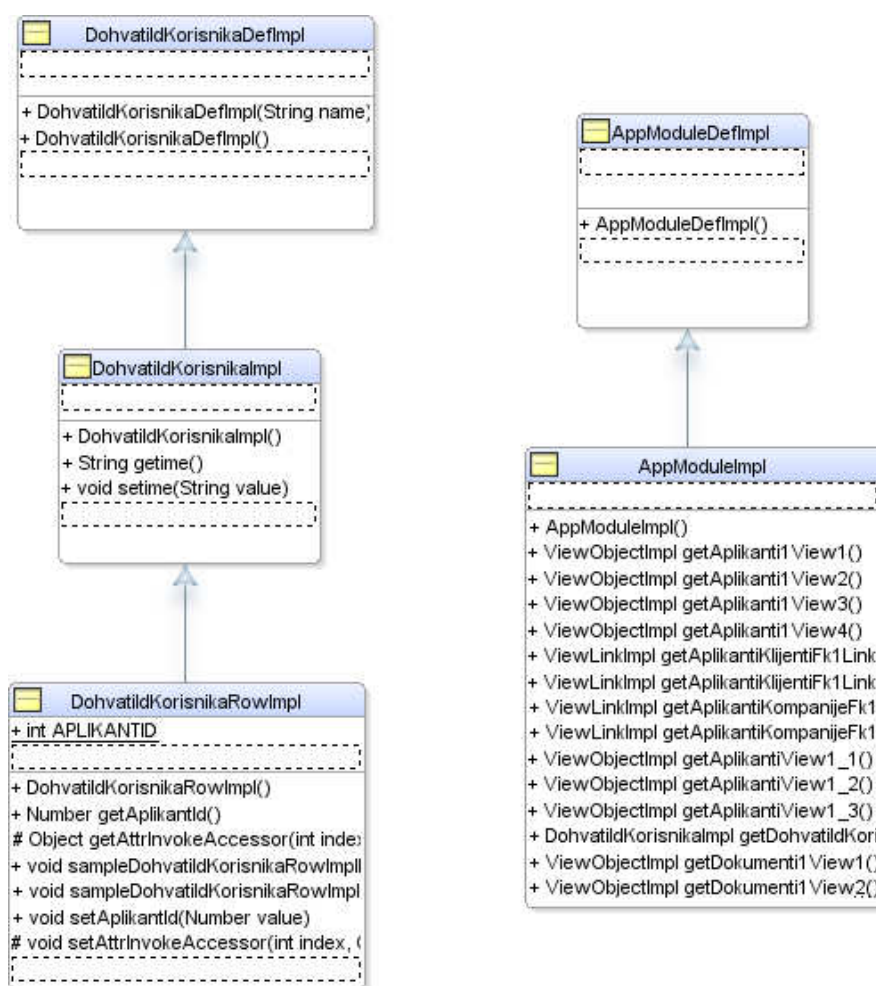 DohvatiIdKorisnikaDefImpl
+ DohvatiIdKorisnikaDefImpl(String name)
+ DohvatiIdKorisnikaDefImpl()
DohvatiIdKorisnikaImpl
+ DohvatiIdKorisnikaImpl()
+ String getime()
+ void setime(String value)
DohvatiIdKorisnikaRowImpl
+ int APLIKANTID
+ DohvatiIdKorisnikaRowImpl()
+ Number getAplikantId()
# Object getAttrInvokeAccessor(int index
+ void sampleDohvatiIdKorisnikaRowImpl
+ void sampleDohvatiIdKorisnikaRowImpl
+ void setAplikantId(Number value)
# void setAttrInvokeAccessor(int index, (
AppModuleDefImpl
+ AppModuleDefImpl()
AppModuleImpl
+ AppModuleImpl()
+ ViewObjectImpl getAplikanti1View1()
+ ViewObjectImpl getAplikanti1View2()
+ ViewObjectImpl getAplikanti1View3()
+ ViewObjectImpl getAplikanti1View4()
+ ViewLinkImpl getAplikantiKlijentiFk1Link
+ ViewLinkImpl getAplikantiKlijentiFk1Link
+ ViewLinkImpl getAplikantiKompanijeFk1
+ ViewLinkImpl getAplikantiKompanijeFk1
+ ViewObjectImpl getAplikantiView1_1()
+ ViewObjectImpl getAplikantiView1_2()
+ ViewObjectImpl getAplikantiView1_3()
+ DohvatiIdKorisnikaImpl getDohvatiIdKori
+ ViewObjectImpl getDokumenti1View1()
+ ViewObjectImpl getDokumenti1View2()